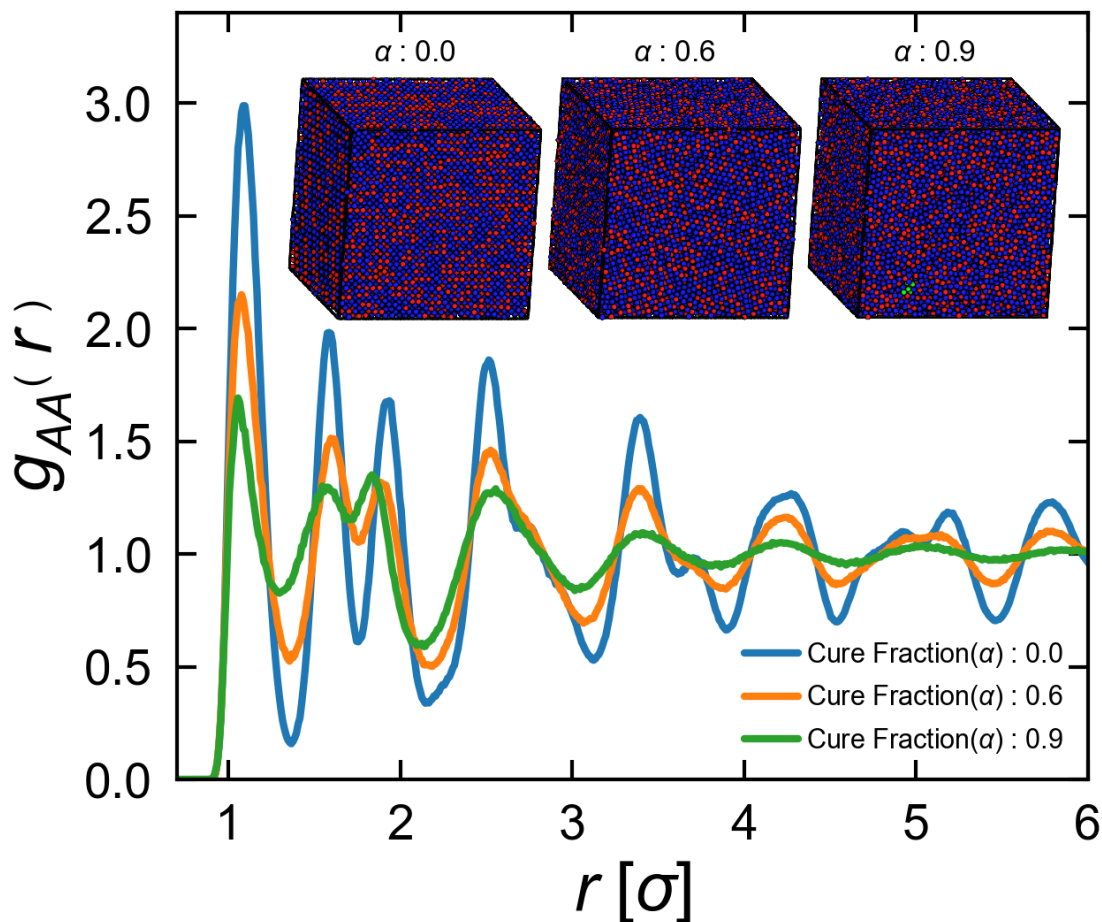 α : 0.0
α : 0.6
α : 0.9
3.0
2.5
2.0
1.5
1.0
0.5
0.0
g_AA(r)
Cure Fraction(α) : 0.0
Cure Fraction(α) : 0.6
Cure Fraction(α) : 0.9
1 2 3 4 5 6
r [σ]